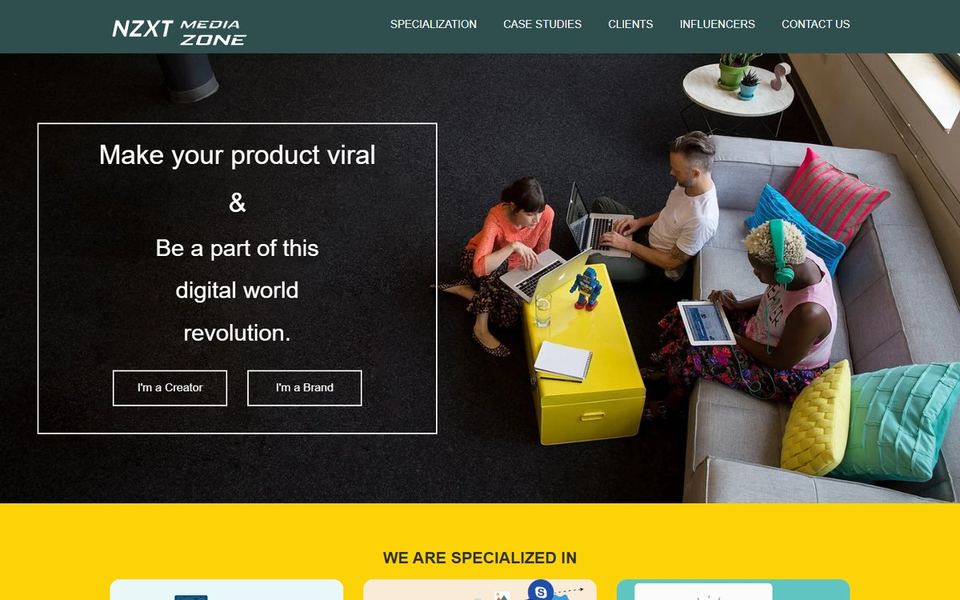 NZXT MEDIA ZONE
SPECIALIZATION CASE STUDIES CLIENTS INFLUENCERS CONTACT US
Make your product viral
&
Be a part of this
digital world
revolution.
I'm a Creator I'm a Brand
WE ARE SPECIALIZED IN